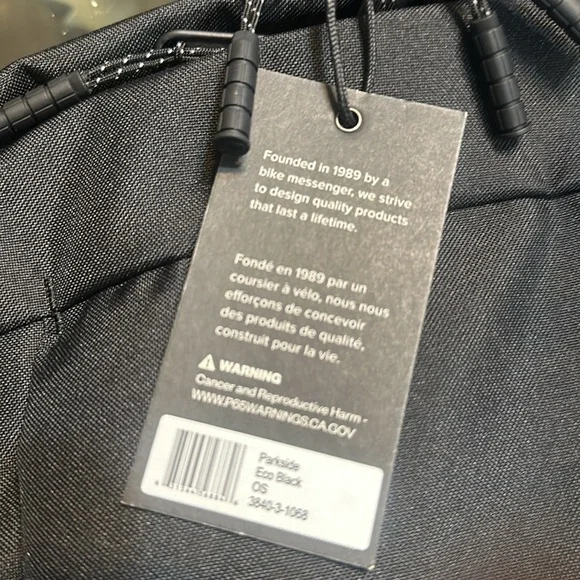 Founded in 1989 by a
bike messenger, we strive
to design quality products
that last a lifetime.
Fondé en 1989 par un
coursier à vélo, nous nous
efforçons de concevoir
des produits de qualité,
construit pour la vie.
WARNING
Cancer and Reproductive Harm -
WWW.P65WARNINGS.CA.GOV
Parkside
Eco Black
OS
3840-3-1068